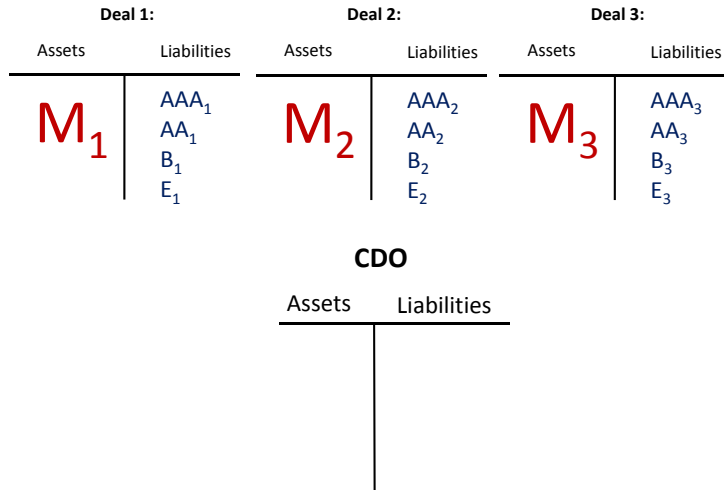 Deal 1: Deal 2: Deal 3:
Assets Liabilities Assets Liabilities Assets Liabilities
M₁ AAA₁ M₂ AAA₂ M₃ AAA₃
AA₁ AA₂ AA₃
B₁ B₂ B₃
E₁ E₂ E₃
CDO
Assets Liabilities